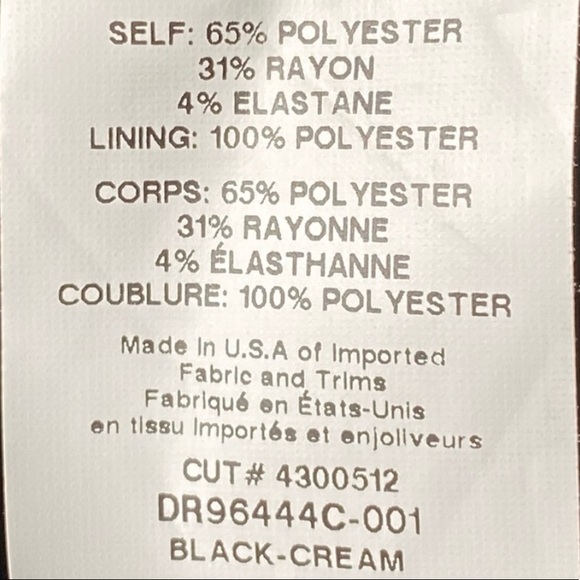 SELF: 65% POLYESTER
31% RAYON
4% ELASTANE
LINING: 100% POLYESTER
CORPS: 65% POLYESTER
31% RAYONNE
4% ÉLASTHANNE
COUBLURE: 100% POLYESTER
Made In U.S.A of Imported
Fabric and Trims
Fabriqué en États-Unis
en tissu importés et enjoliveurs
CUT# 4300512
DR96444C-001
BLACK-CREAM